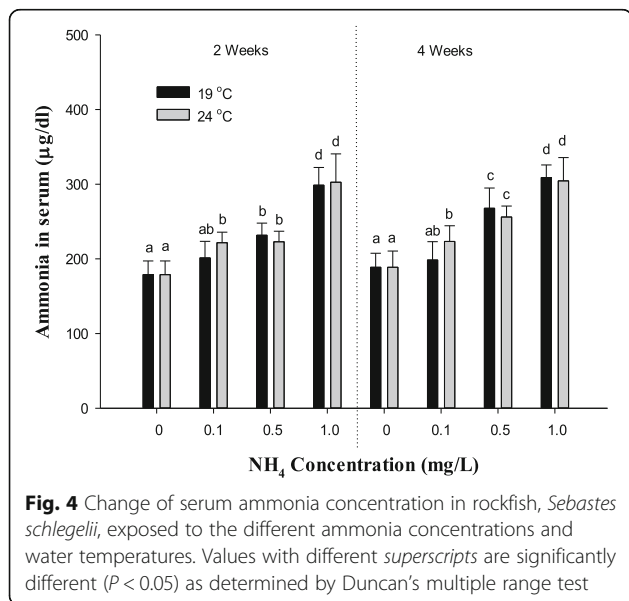 500
400
300
200
100
0
Ammonia in serum (µg/dl)
2 Weeks
4 Weeks
19 °C
24 °C
a a ab b b b d d a a ab b c c d d
0 0.1 0.5 1.0 0 0.1 0.5 1.0
NH4 Concentration (mg/L)
Fig. 4 Change of serum ammonia concentration in rockfish, Sebastes
schlegelii, exposed to the different ammonia concentrations and
water temperatures. Values with different superscripts are significantly
different (P < 0.05) as determined by Duncan's multiple range test